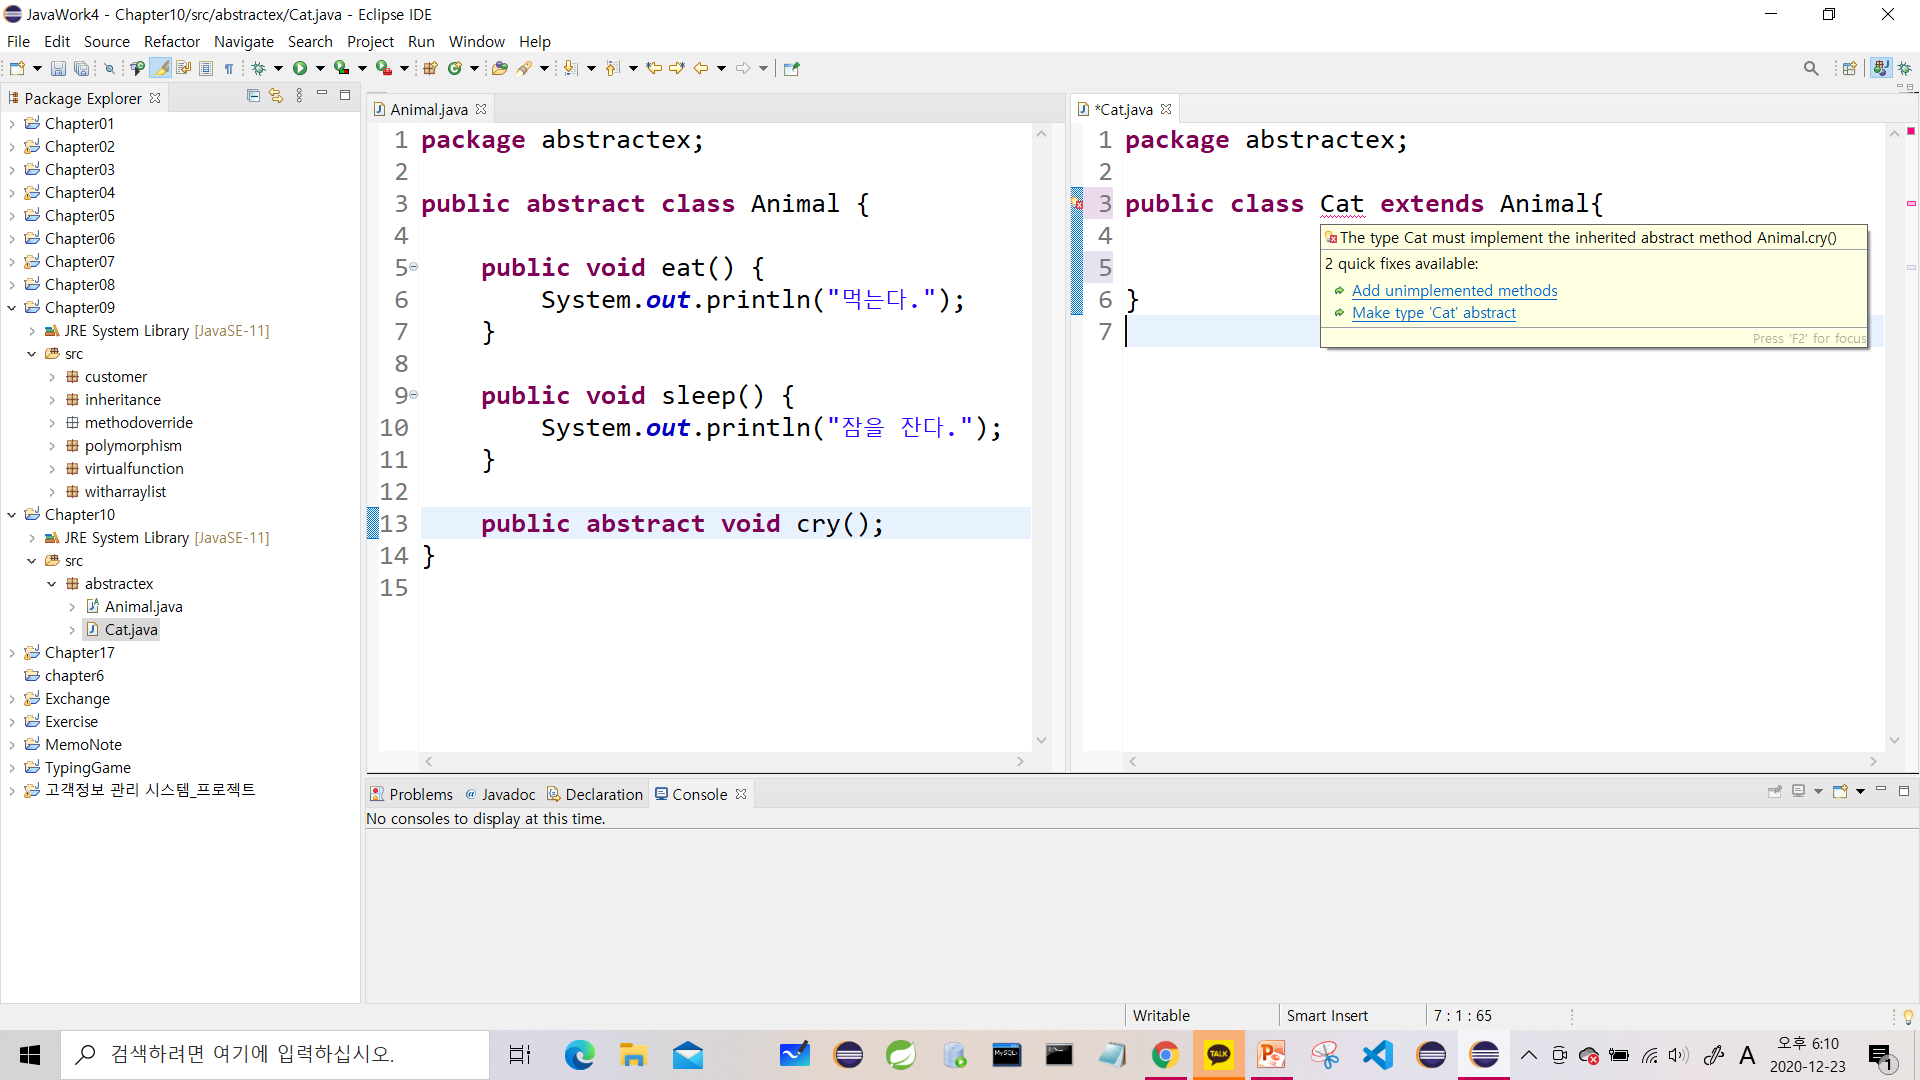 JavaWork4 - Chapter10/src/abstractex/Cat.java - Eclipse IDE
File Edit Source Refactor Navigate Search Project Run Window Help
Package Explorer
Chapter01
Chapter02
Chapter03
Chapter04
Chapter05
Chapter06
Chapter07
Chapter08
Chapter09
JRE System Library [JavaSE-11]
src
customer
inheritance
methodoverride
polymorphism
virtualfunction
witharraylist
Chapter10
JRE System Library [JavaSE-11]
src
abstractex
Animal.java
Cat.java
Chapter17
chapter6
Exchange
Exercise
MemoNote
TypingGame
고객정보 관리 시스템_프로젝트
Animal.java
1 package abstractex;
2
3 public abstract class Animal {
4
5 public void eat() {
6 System.out.println("먹는다.");
7 }
8
9 public void sleep() {
10 System.out.println("잠을 잔다.");
11 }
12
13 public abstract void cry();
14 }
15
*Cat.java
1 package abstractex;
2
3 public class Cat extends Animal{
4
5
6 }
7
The type Cat must implement the inherited abstract method Animal.cry()
2 quick fixes available:
Add unimplemented methods
Make type 'Cat' abstract
Press 'F2' for focus
Problems @ Javadoc Declaration Console
No consoles to display at this time.
Writable Smart Insert 7 : 1 : 65
검색하려면 여기에 입력하십시오.
MySQL
TALK
A
오후 6:10
2020-12-23
1